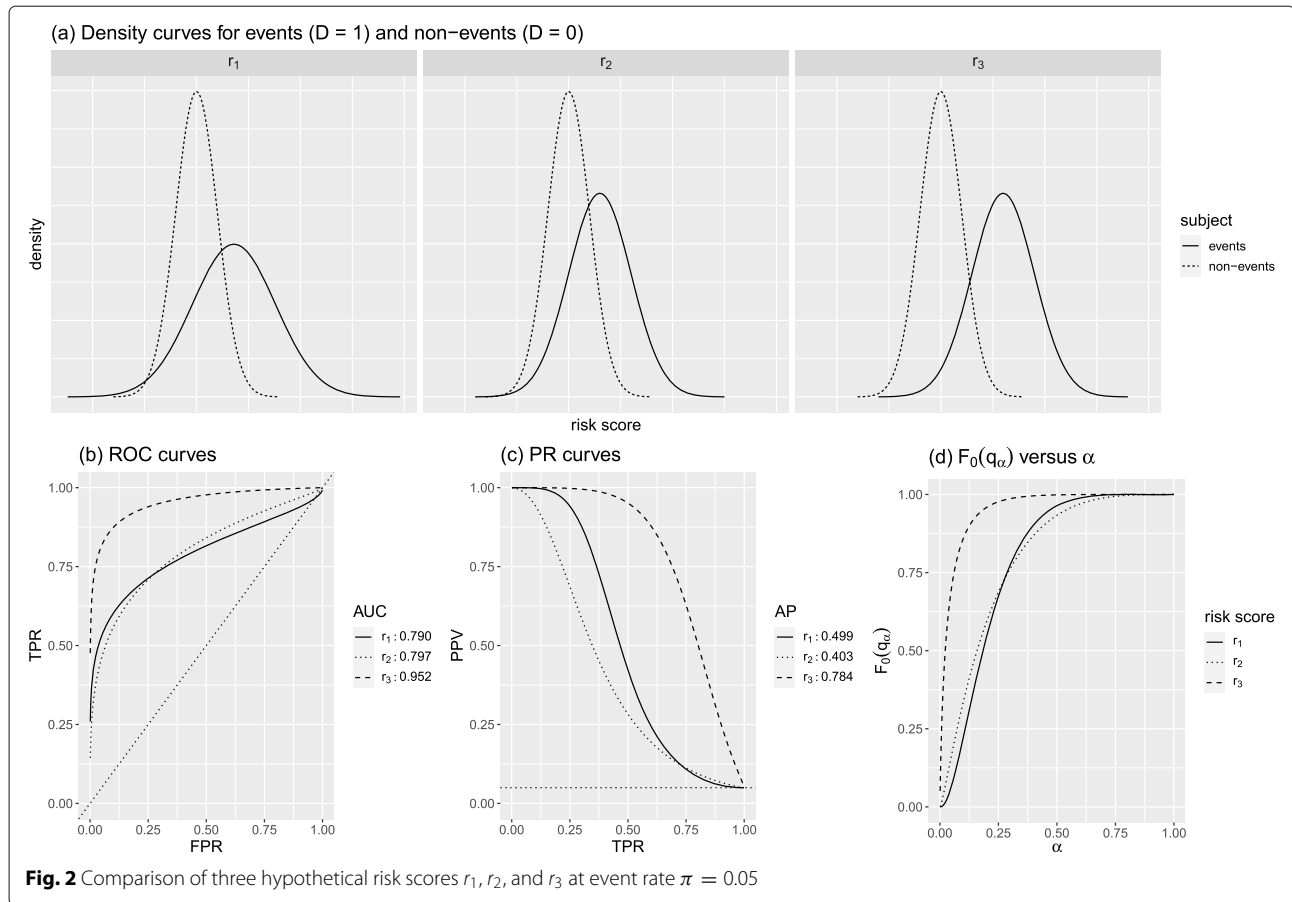 (a) Density curves for events (D = 1) and non−events (D = 0)
r₁ r₂ r₃
density
risk score
subject
events
non−events
(b) ROC curves
TPR
1.00
0.75
0.50
0.25
0.00
0.00 0.25 0.50 0.75 1.00
FPR
AUC
r₁ : 0.790
r₂ : 0.797
r₃ : 0.952
(c) PR curves
PPV
1.00
0.75
0.50
0.25
0.00
0.00 0.25 0.50 0.75 1.00
TPR
AP
r₁ : 0.499
r₂ : 0.403
r₃ : 0.784
(d) F₀(qα) versus α
F₀(qα)
1.00
0.75
0.50
0.25
0.00
0.00 0.25 0.50 0.75 1.00
α
risk score
r₁
r₂
r₃
Fig. 2 Comparison of three hypothetical risk scores r₁, r₂, and r₃ at event rate π = 0.05